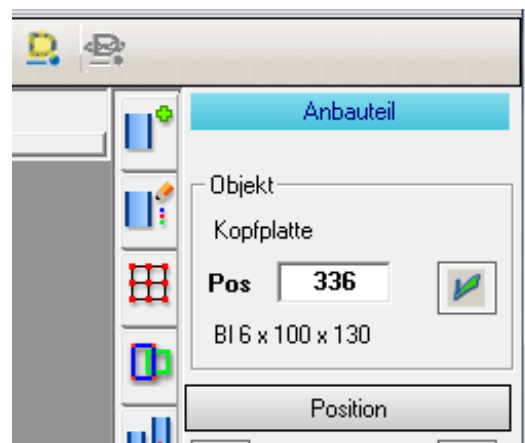 Anbauteil
Objekt
Kopfplatte
Pos 336
Bl 6 x 100 x 130
Position